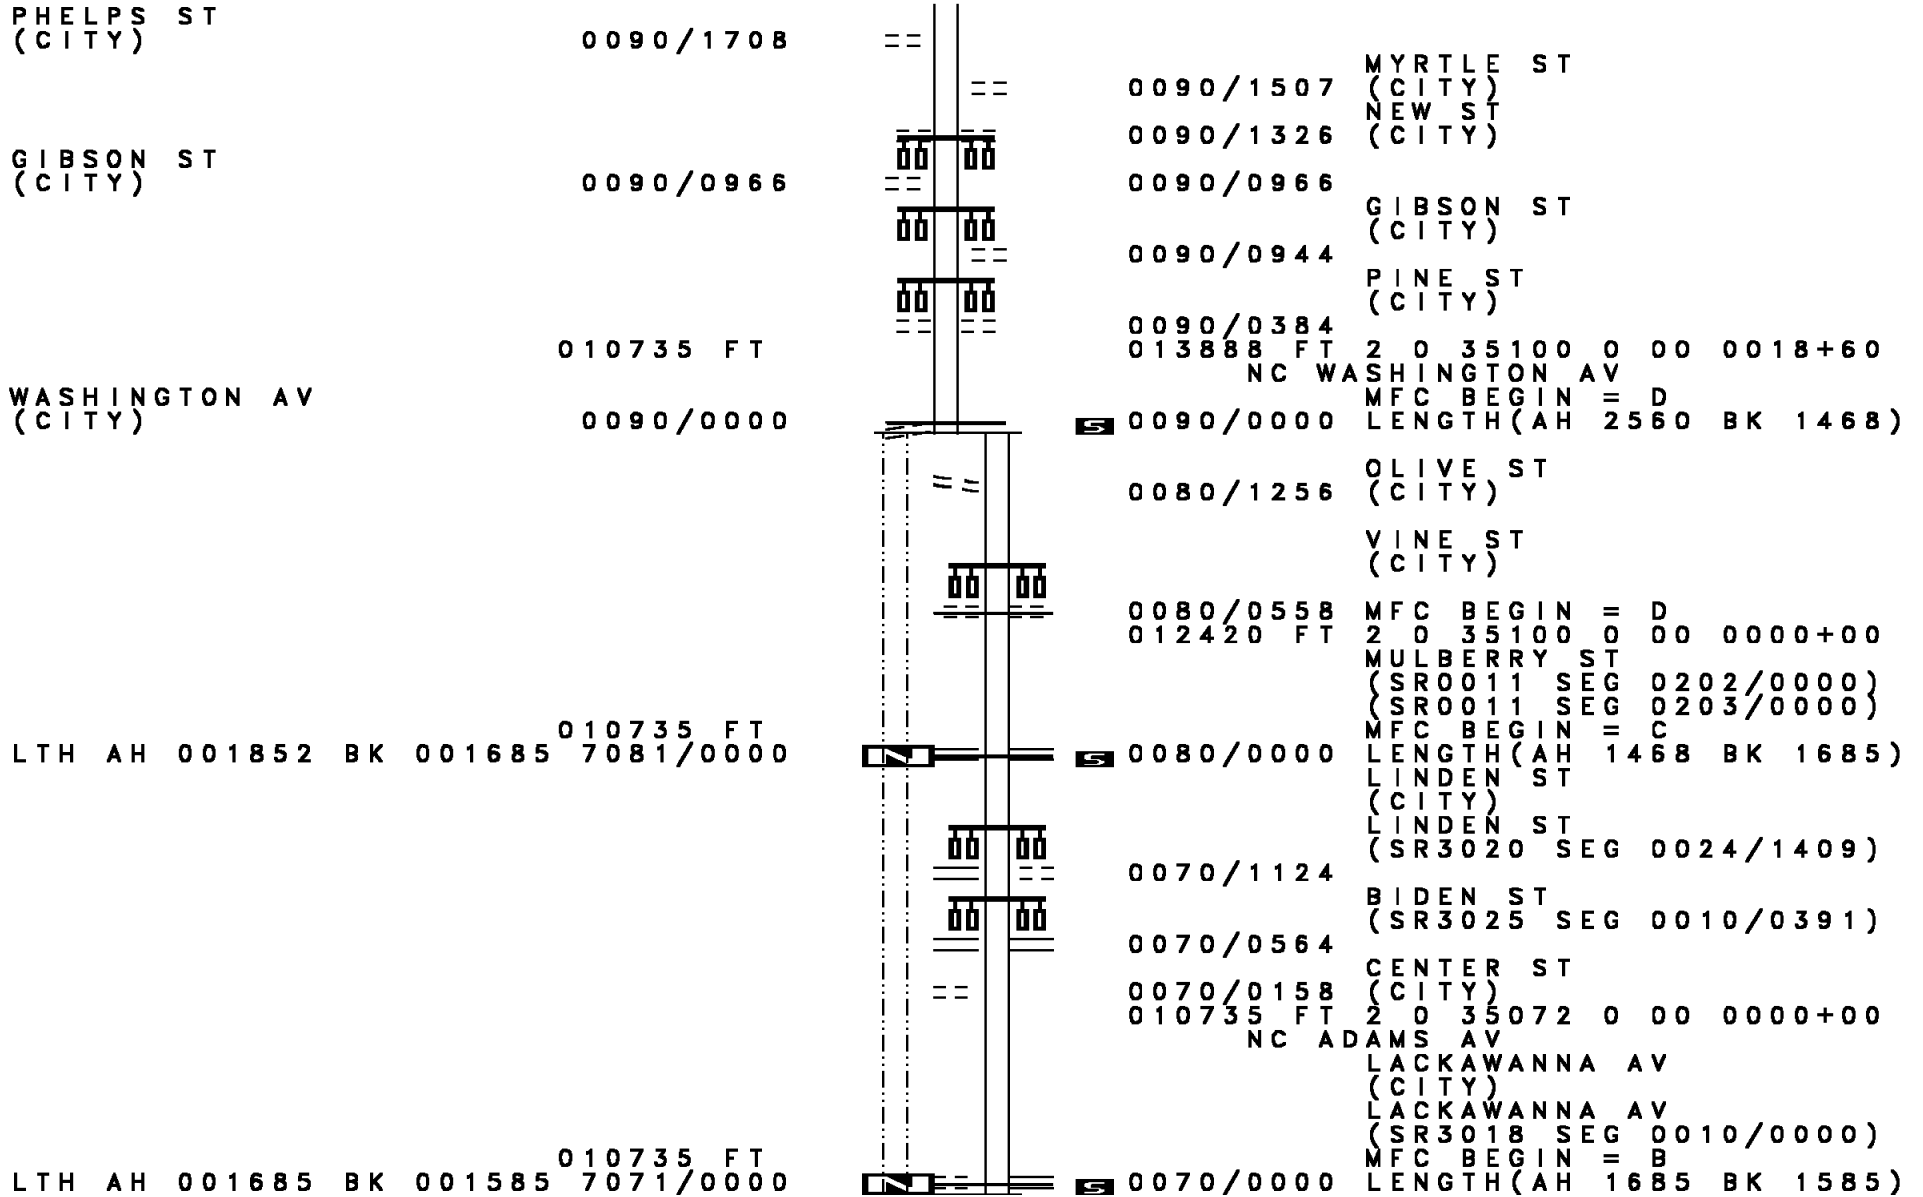 PHELPS ST
(CITY) 0090/1708
MYRTLE ST
0090/1507 (CITY)
NEW ST
0090/1326 (CITY)
GIBSON ST
(CITY) 0090/0966 0090/0966
GIBSON ST
(CITY)
0090/0944
PINE ST
(CITY)
0090/0384
010735 FT 013888 FT 2 0 35100 0 00 0018+60
NC WASHINGTON AV
WASHINGTON AV MFC BEGIN = D
(CITY) 0090/0000 S 0090/0000 LENGTH(AH 2560 BK 1468)
OLIVE ST
0080/1256 (CITY)
VINE ST
(CITY)
0080/0558 MFC BEGIN = D
012420 FT 2 0 35100 0 00 0000+00
MULBERRY ST
(SR0011 SEG 0202/0000)
(SR0011 SEG 0203/0000)
010735 FT MFC BEGIN = C
LTH AH 001852 BK 001685 7081/0000 N S 0080/0000 LENGTH(AH 1468 BK 1685)
LINDEN ST
(CITY)
LINDEN ST
(SR3020 SEG 0024/1409)
0070/1124
BIDEN ST
(SR3025 SEG 0010/0391)
0070/0564
CENTER ST
0070/0158 (CITY)
010735 FT 2 0 35072 0 00 0000+00
NC ADAMS AV
LACKAWANNA AV
(CITY)
LACKAWANNA AV
(SR3018 SEG 0010/0000)
010735 FT MFC BEGIN = B
LTH AH 001685 BK 001585 7071/0000 N S 0070/0000 LENGTH(AH 1685 BK 1585)